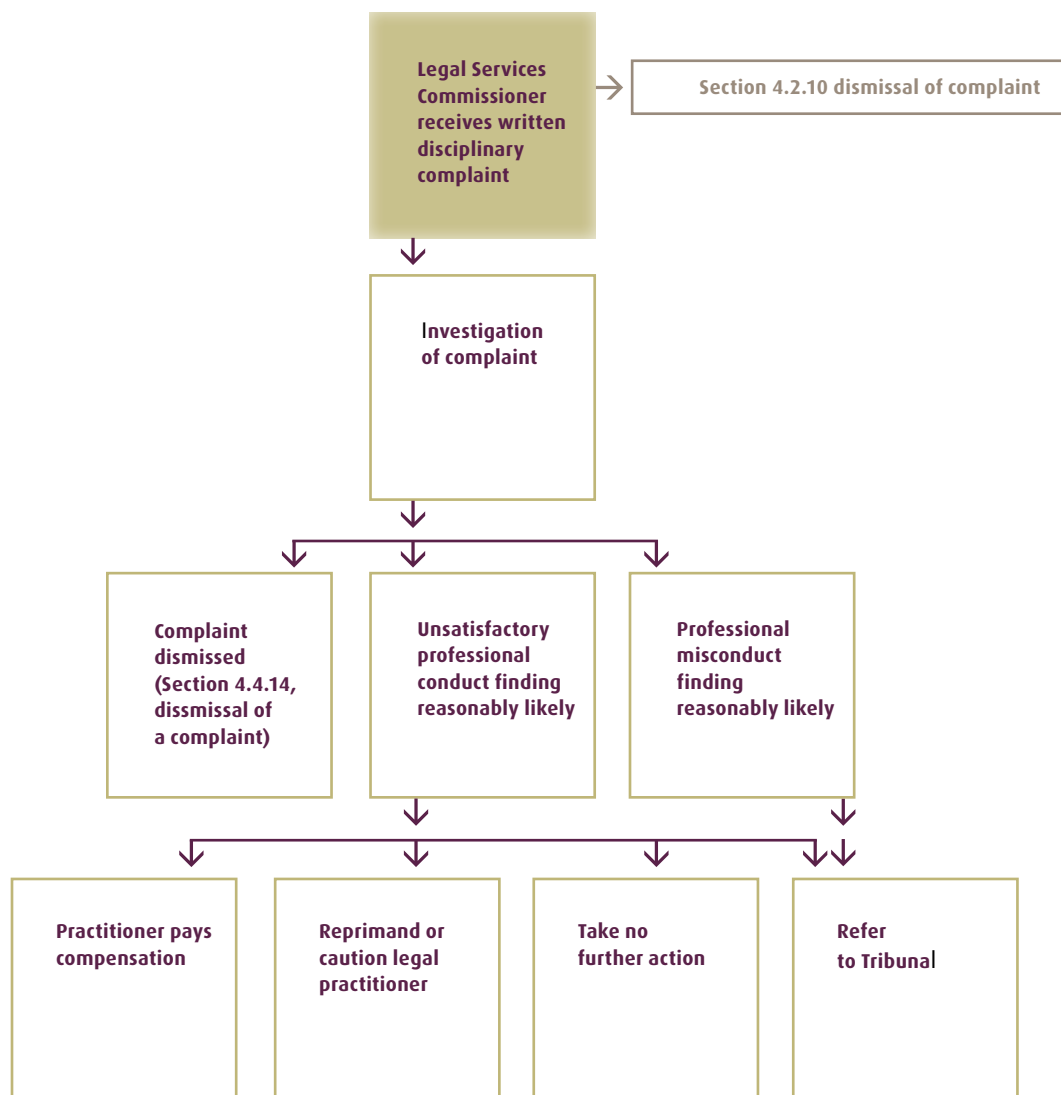 Legal Services
Commissioner
receives written
disciplinary
complaint
Section 4.2.10 dismissal of complaint
Investigation
of complaint
Complaint
dismissed
(Section 4.4.14,
dissmissal of
a complaint)
Unsatisfactory
professional
conduct finding
reasonably likely
Professional
misconduct
finding
reasonably likely
Practitioner pays
compensation
Reprimand or
caution legal
practitioner
Take no
further action
Refer
to Tribunal